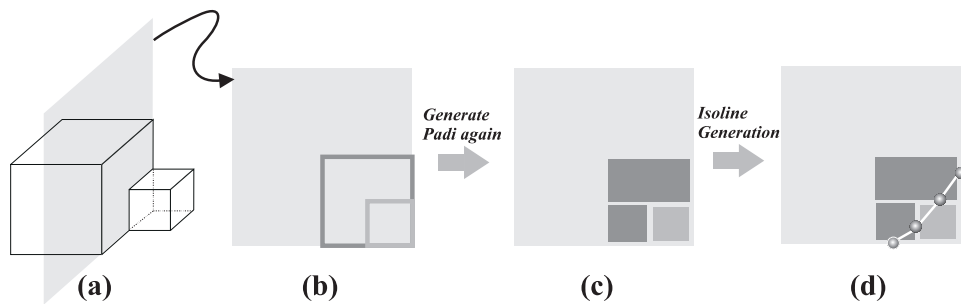 Generate
Padi again
Isoline
Generation
(a)
(b)
(c)
(d)